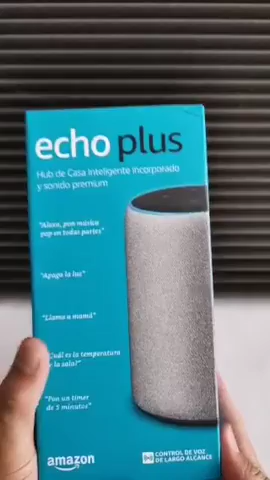 echo plus
Hub de Casa Inteligente incorporado
y sonido premium
"Alexa, pon música
pop en todas partes"
"Apaga la luz"
"Llama a mamá"
"Cuál es la temperatura
la sala?"
"Pon un timer
de 5 minutos"
amazon
CONTROL DE VOZ
DE LARGO ALCANCE